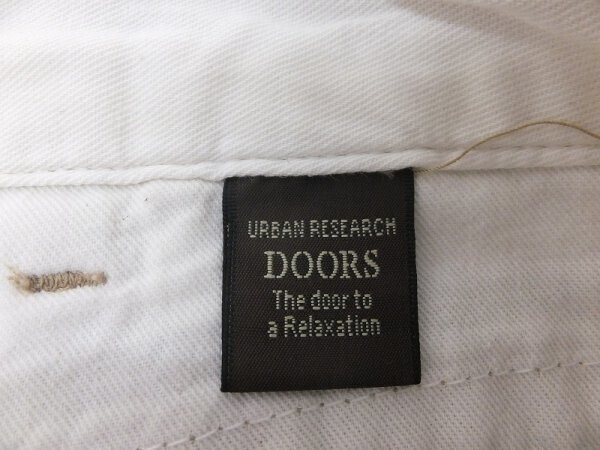 URBAN RESEARCH
DOORS
The door to
a Relaxation